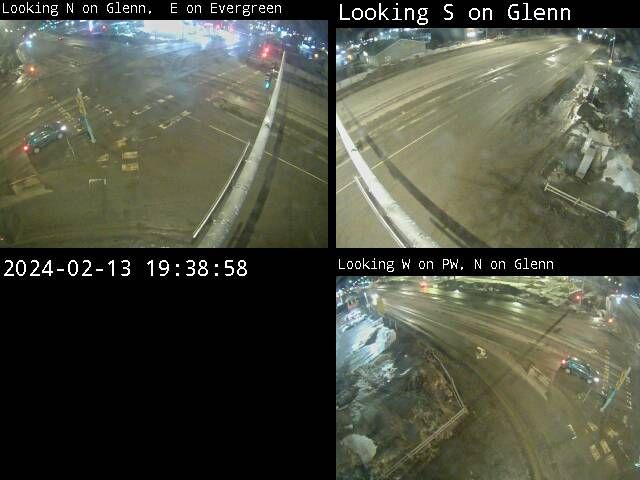 Looking N on Glenn, E on Evergreen
Looking S on Glenn
2024-02-13 19:38:58
Looking W on PW, N on Glenn